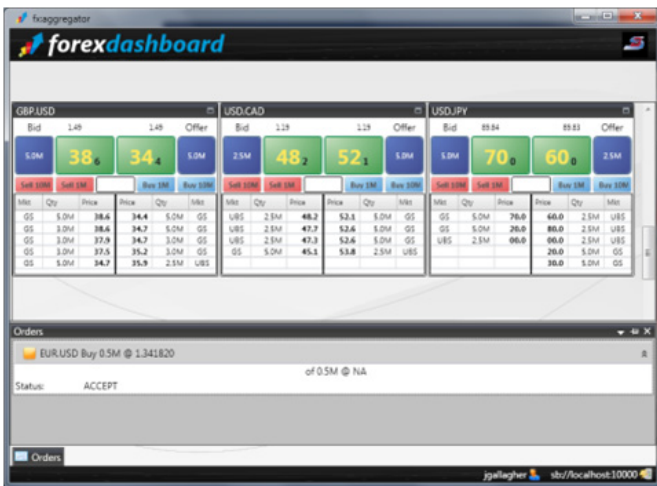 fx:aggregator
forexdashboard
GBP.USD USD.CAD USD.JPY
Bid 1.49 1.49 Offer Bid 1.19 1.19 Offer Bid 89.84 89.83 Offer
5.0M 38 6 34 4 5.0M 2.5M 48 2 52 1 5.0M 5.0M 70 0 60 0 2.5M
Sell 10M Sell 1M Buy 1M Buy 10M Sell 10M Sell 1M Buy 1M Buy 10M Sell 10M Sell 1M Buy 1M Buy 10M
Mkt Qty Price Price Qty Mkt Mkt Qty Price Price Qty Mkt Mkt Qty Price Price Qty Mkt
GS 5.0M 38.6 34.4 5.0M GS UBS 2.5M 48.2 52.1 5.0M GS GS 5.0M 70.0 60.0 2.5M UBS
GS 3.0M 38.6 34.7 5.0M GS UBS 2.5M 47.7 52.6 5.0M GS GS 5.0M 20.0 80.0 2.5M UBS
GS 3.0M 37.9 34.7 3.0M GS UBS 2.5M 47.3 52.6 5.0M GS UBS 2.5M 00.0 00.0 2.5M UBS
GS 3.0M 37.5 35.2 3.0M GS GS 5.0M 45.1 53.8 2.5M UBS 20.0 5.0M GS
GS 5.0M 34.7 35.9 2.5M UBS 30.0 5.0M GS
Orders
EUR.USD Buy 0.5M @ 1.341820
of 0.5M @ NA
Status: ACCEPT
Orders
jgallagher sb://localhost:10000